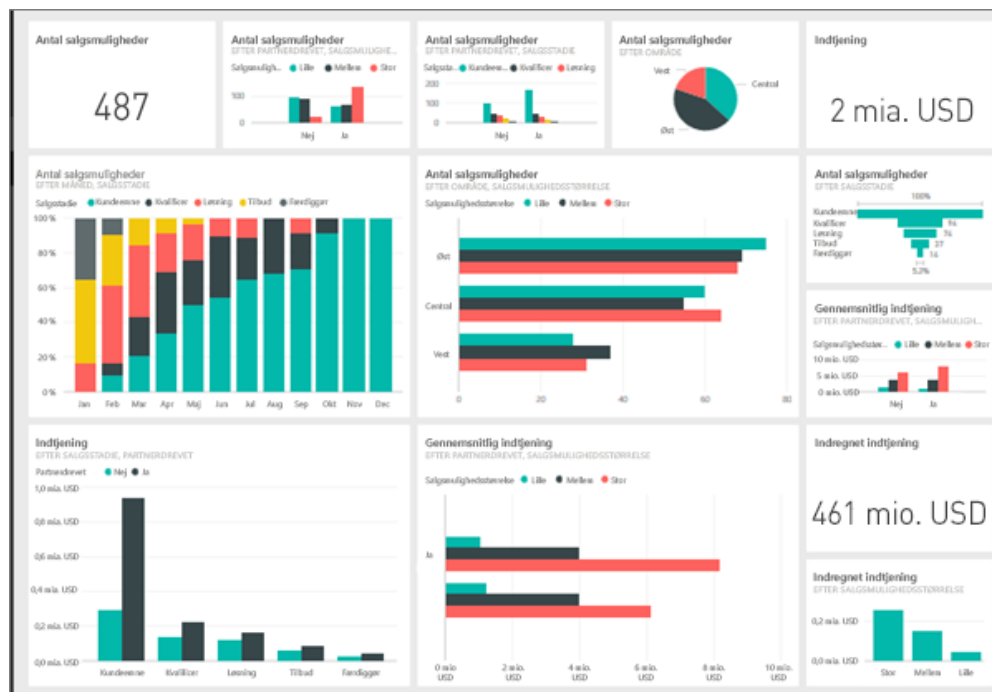 Antal salgsmuligheder
487
Antal salgsmuligheder
EFTER PARTNERDREVET, SALGSMULIGHE...
Salgsmuligh... Lille Mellem Stor
100
0
Nej Ja
Antal salgsmuligheder
EFTER PARTNERDREVET, SALGSSTADIE
Salgssta... Kundeemne Kvalificer Løsning
200
100
0
Nej Ja
Antal salgsmuligheder
EFTER OMRÅDE
Vest
Central
Øst
Indtjening
2 mia. USD
Antal salgsmuligheder
EFTER MÅNED, SALGSSTADIE
Salgsstadie Kundeemne Kvalificer Løsning Tilbud Færdiggør
100 %
80 %
60 %
40 %
20 %
0 %
Jan Feb Mar Apr Maj Jun Jul Aug Sep Okt Nov Dec
Antal salgsmuligheder
EFTER OMRÅDE, SALGSMULIGHEDSSTØRRELSE
Salgsmulighedsstørrelse Lille Mellem Stor
Øst
Central
Vest
0 20 40 60 80
Antal salgsmuligheder
EFTER SALGSSTADIE
100%
Kundeemne
Kvalificer 94
Løsning 74
Tilbud 37
Færdiggør 14
5.2%
Gennemsnitlig indtjening
EFTER PARTNERDREVET, SALGSMULIGH...
Salgsmulighedsstør... Lille Mellem Stor
10 mio. USD
5 mio. USD
0 mio. USD
Nej Ja
Indtjening
EFTER SALGSSTADIE, PARTNERDREVET
Partnerdrevet Nej Ja
1,0 mia. USD
0,8 mia. USD
0,6 mia. USD
0,4 mia. USD
0,2 mia. USD
0,0 mia. USD
Kundeemne Kvalificer Løsning Tilbud Færdiggør
Gennemsnitlig indtjening
EFTER PARTNERDREVET, SALGSMULIGHEDSSTØRRELSE
Salgsmulighedsstørrelse Lille Mellem Stor
Ja
0 mio. 2 mio. 4 mio. 6 mio. 8 mio. 10 mio.
USD USD USD USD USD USD
Indregnet indtjening
461 mio. USD
Indregnet indtjening
EFTER SALGSMULIGHEDSSTØRRELSE
0,2 mia. USD
0,0 mia. USD
Stor Mellem Lille